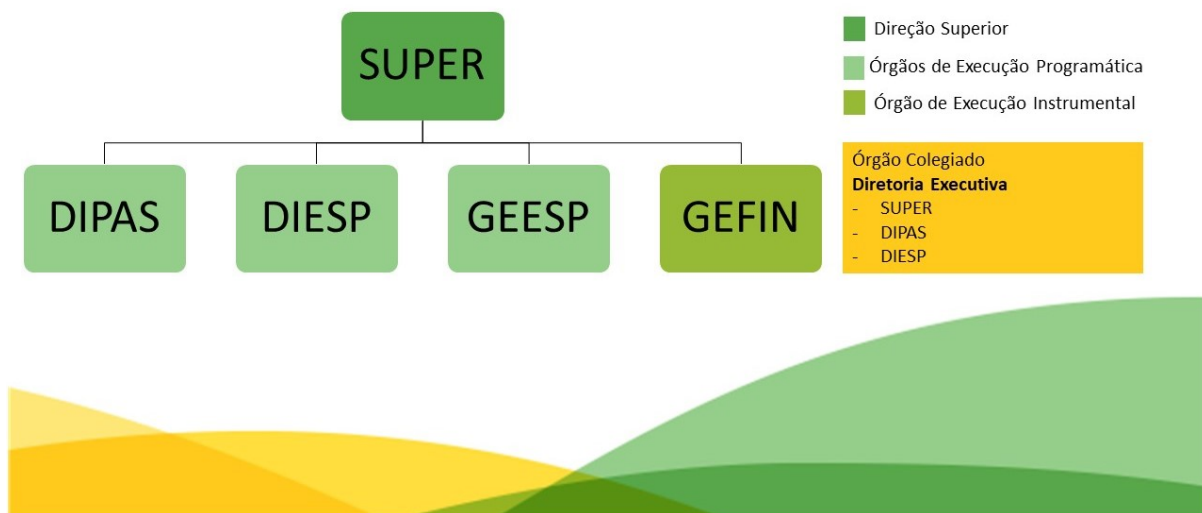 SUPER
DIPAS
DIESP
GEESP
GEFIN
Direção Superior
Órgãos de Execução Programática
Órgão de Execução Instrumental
Órgão Colegiado
Diretoria Executiva
- SUPER
- DIPAS
- DIESP